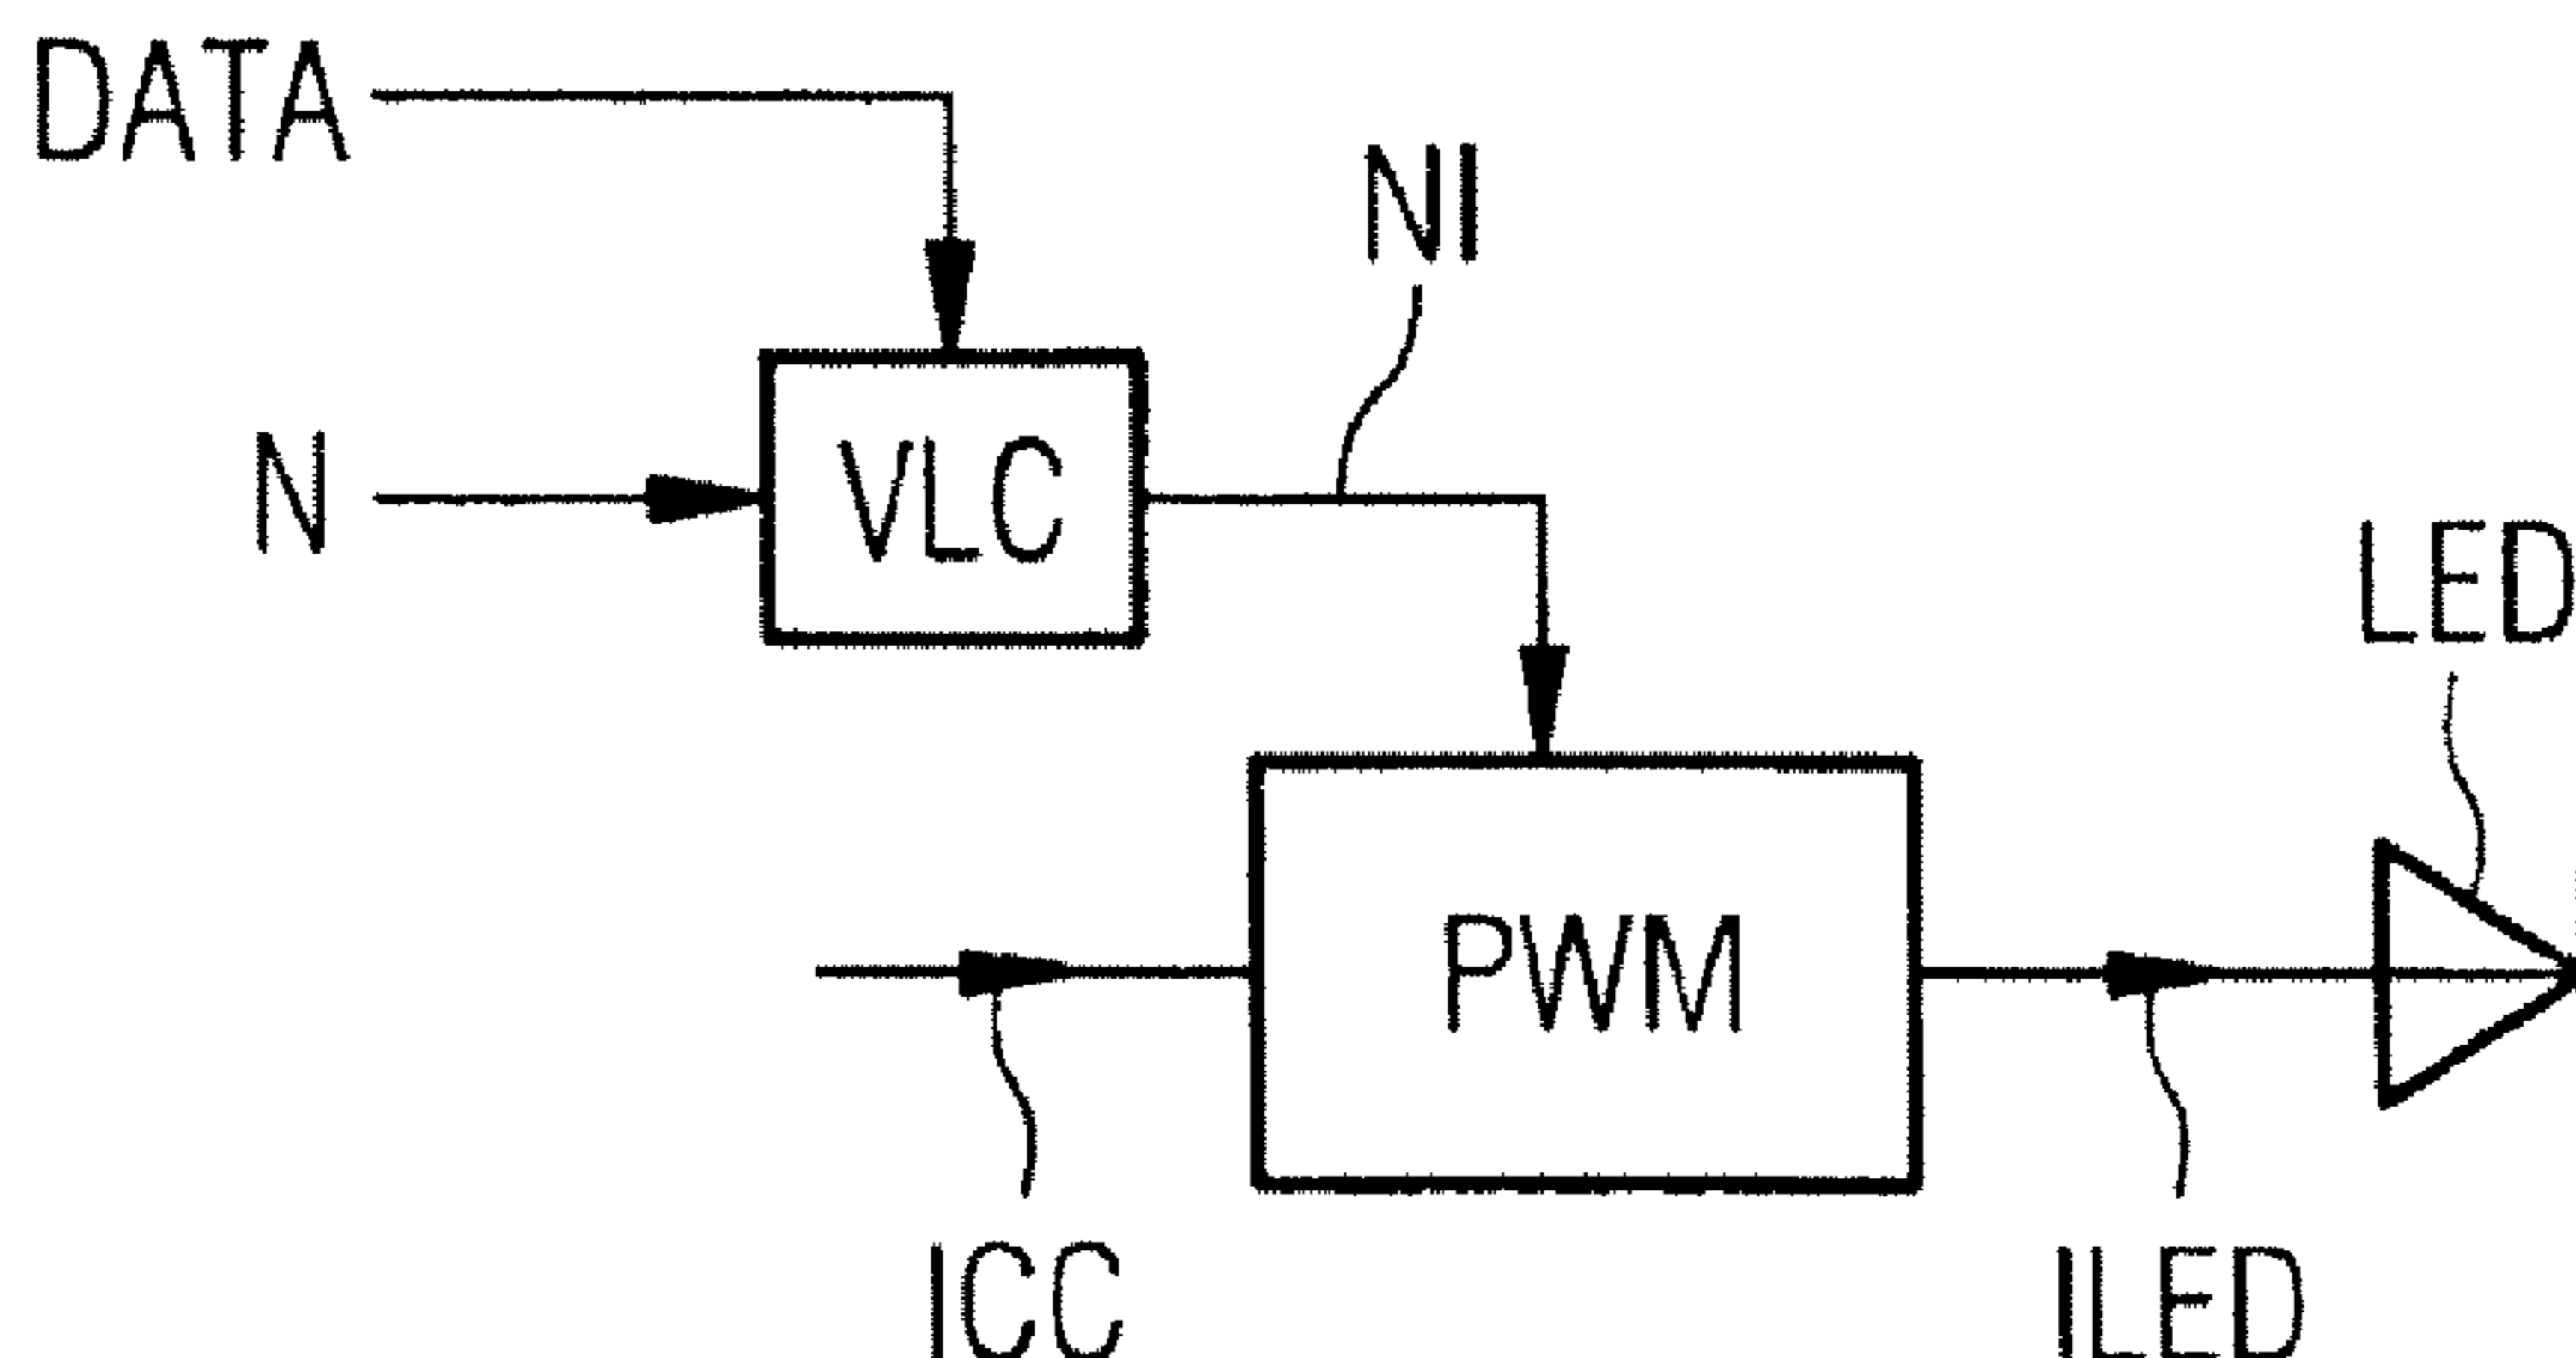 DATA
NI
N
VLC
LED
PWM
ICC
ILED